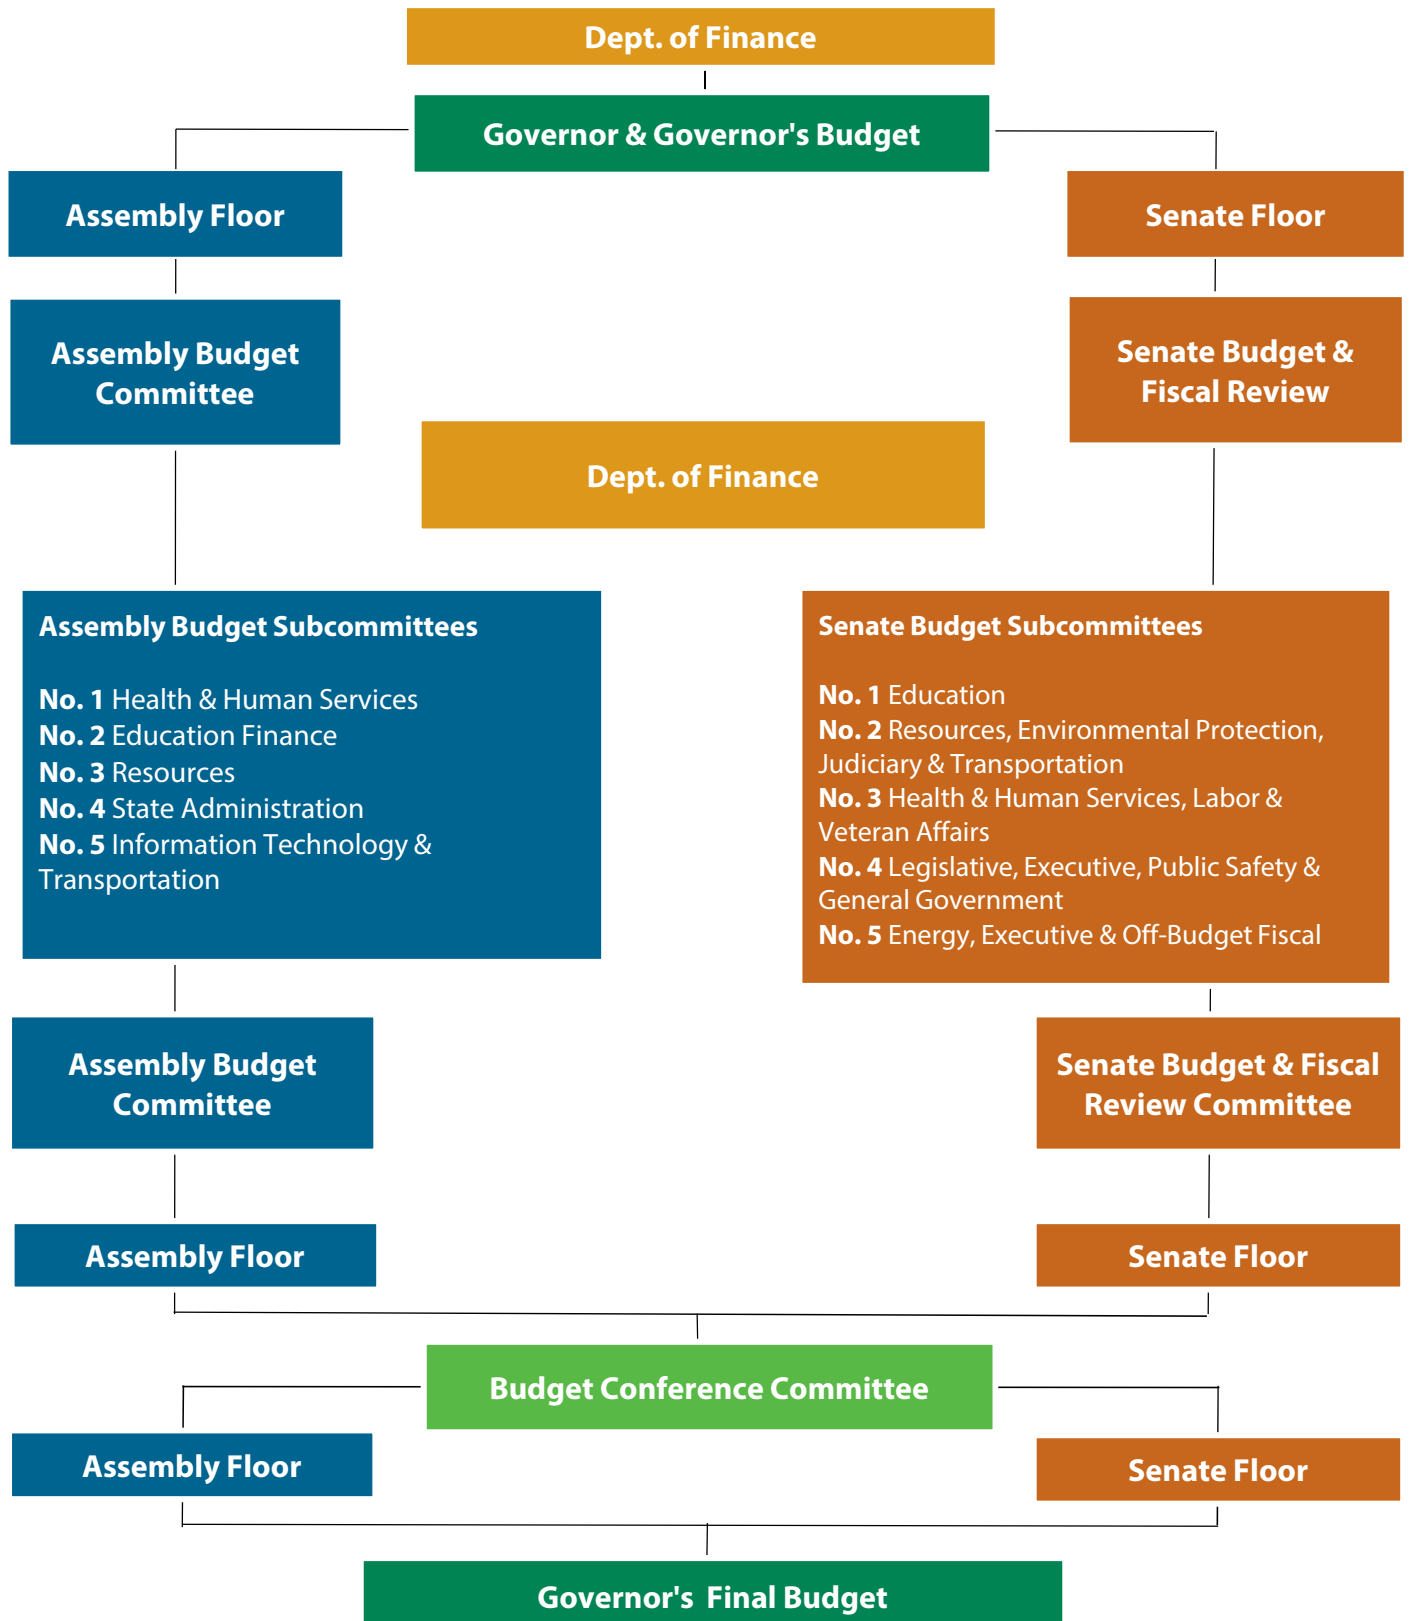 Dept. of Finance
Governor & Governor's Budget
Assembly Floor
Senate Floor
Assembly Budget
Committee
Senate Budget &
Fiscal Review
Dept. of Finance
Assembly Budget Subcommittees
No. 1 Health & Human Services
No. 2 Education Finance
No. 3 Resources
No. 4 State Administration
No. 5 Information Technology &
Transportation
Senate Budget Subcommittees
No. 1 Education
No. 2 Resources, Environmental Protection,
Judiciary & Transportation
No. 3 Health & Human Services, Labor &
Veteran Affairs
No. 4 Legislative, Executive, Public Safety &
General Government
No. 5 Energy, Executive & Off-Budget Fiscal
Assembly Budget
Committee
Senate Budget & Fiscal
Review Committee
Assembly Floor
Senate Floor
Budget Conference Committee
Assembly Floor
Senate Floor
Governor's Final Budget